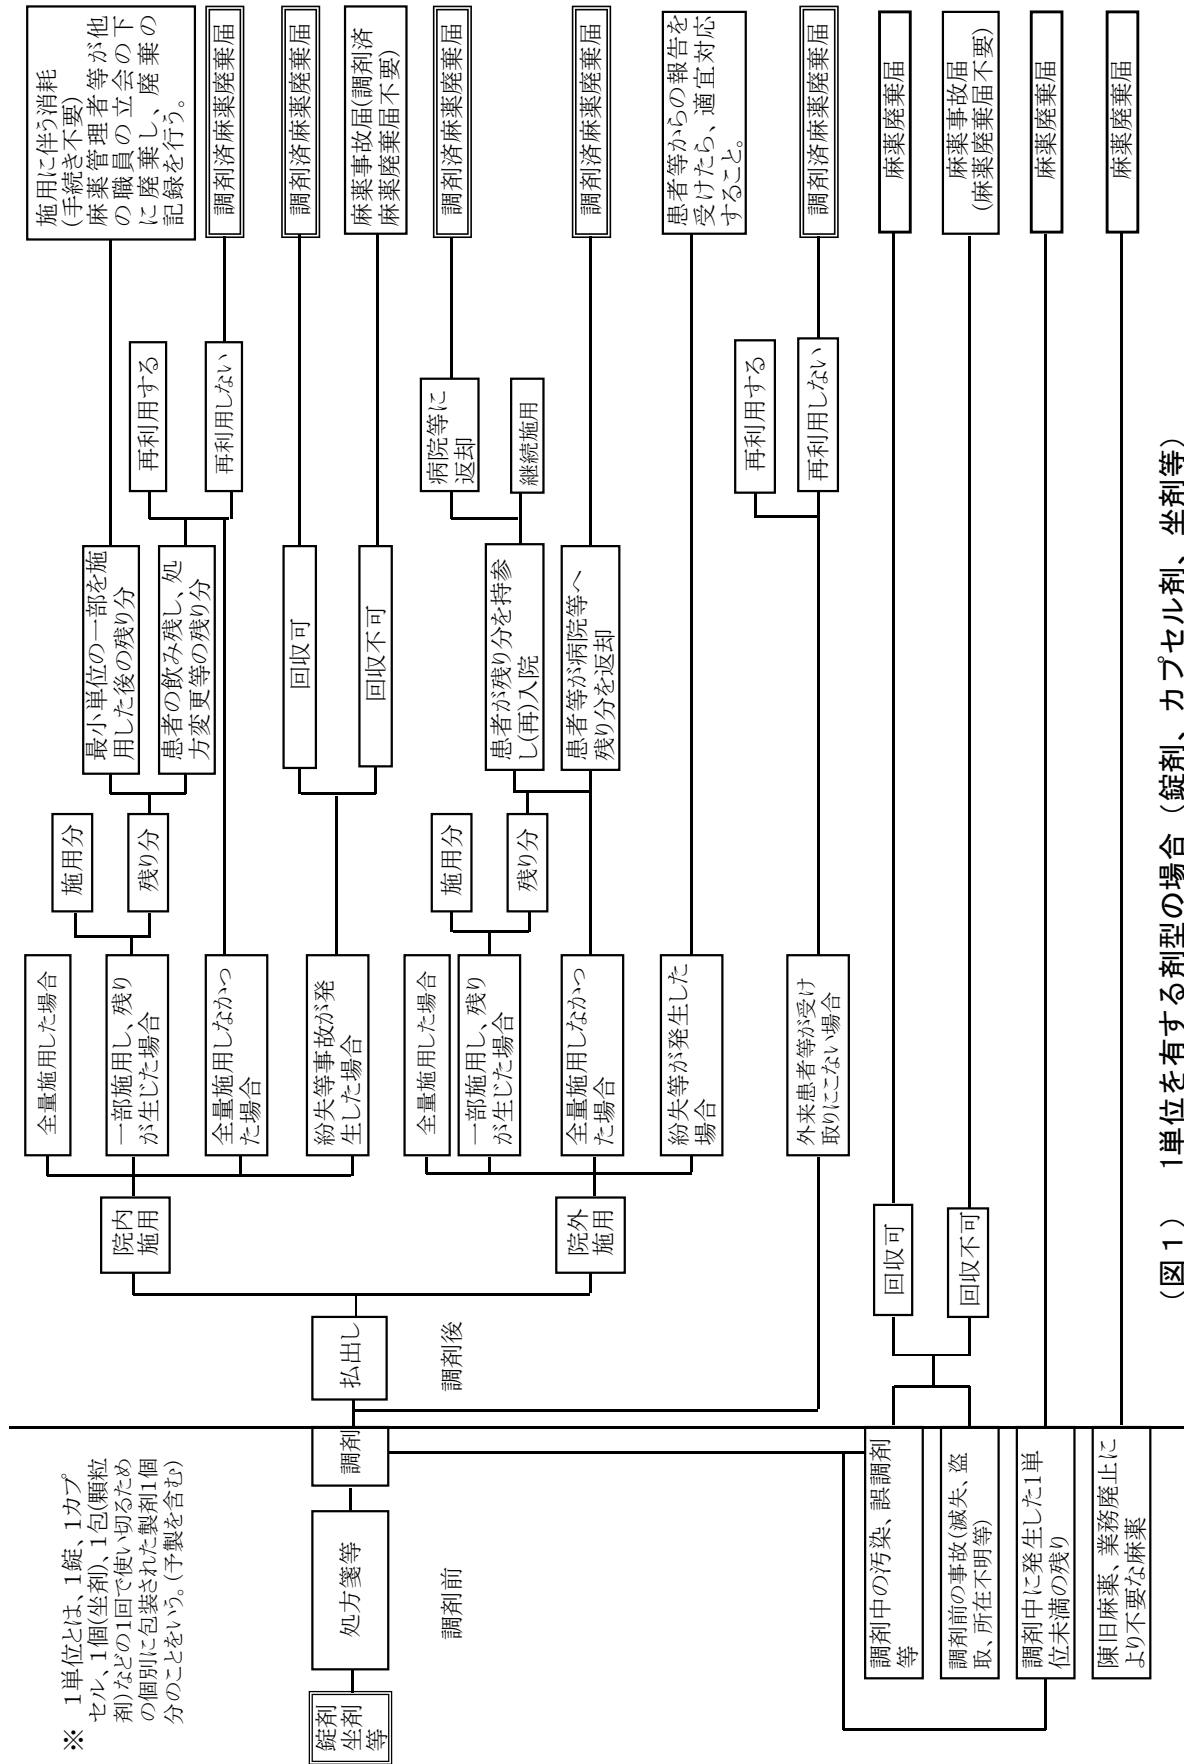 ※　1単位とは、1錠、1カプ
セル、1個(坐剤)、1包(顆粒
剤)などの1回で使い切るため
の個別に包装された製剤1個
分のことをいう。(予製を含む)
錠剤
坐剤
等
処方箋等
調剤
調剤前
払出し
調剤後
院内
施用
全量施用した場合
一部施用し、残り
が生じた場合
施用分
残り分
最小単位の一部を施
用した後の残り分
施用に伴う消耗
(手続き不要)
麻薬管理者等が他
の職員の立会の下
に廃棄し、廃棄の
記録を行う。
患者の飲み残し、処
方変更等の残り分
再利用する
再利用しない
調剤済麻薬廃棄届
全量施用しなかっ
た場合
紛失等事故が発
生した場合
回収可
調剤済麻薬廃棄届
回収不可
麻薬事故届(調剤済
麻薬廃棄届不要)
院外
施用
全量施用した場合
一部施用し、残り
が生じた場合
施用分
残り分
患者が残り分を持参
し(再)入院
病院等に
返却
調剤済麻薬廃棄届
継続施用
患者等が病院等へ
残り分を返却
調剤済麻薬廃棄届
全量施用しなかっ
た場合
紛失等が発生した
場合
患者等からの報告を
受けたら、適宜対応
すること。
外来患者等が受け
取りにこない場合
再利用する
再利用しない
調剤済麻薬廃棄届
調剤中の汚染、誤調剤
等
回収可
麻薬廃棄届
調剤前の事故(滅失、盗
取、所在不明等)
回収不可
麻薬事故届
(麻薬廃棄届不要)
調剤中に発生した1単
位未満の残り
麻薬廃棄届
陳旧麻薬、業務廃止に
より不要な麻薬
麻薬廃棄届
（図１）　1単位を有する剤型の場合（錠剤、カプセル剤、坐剤等）